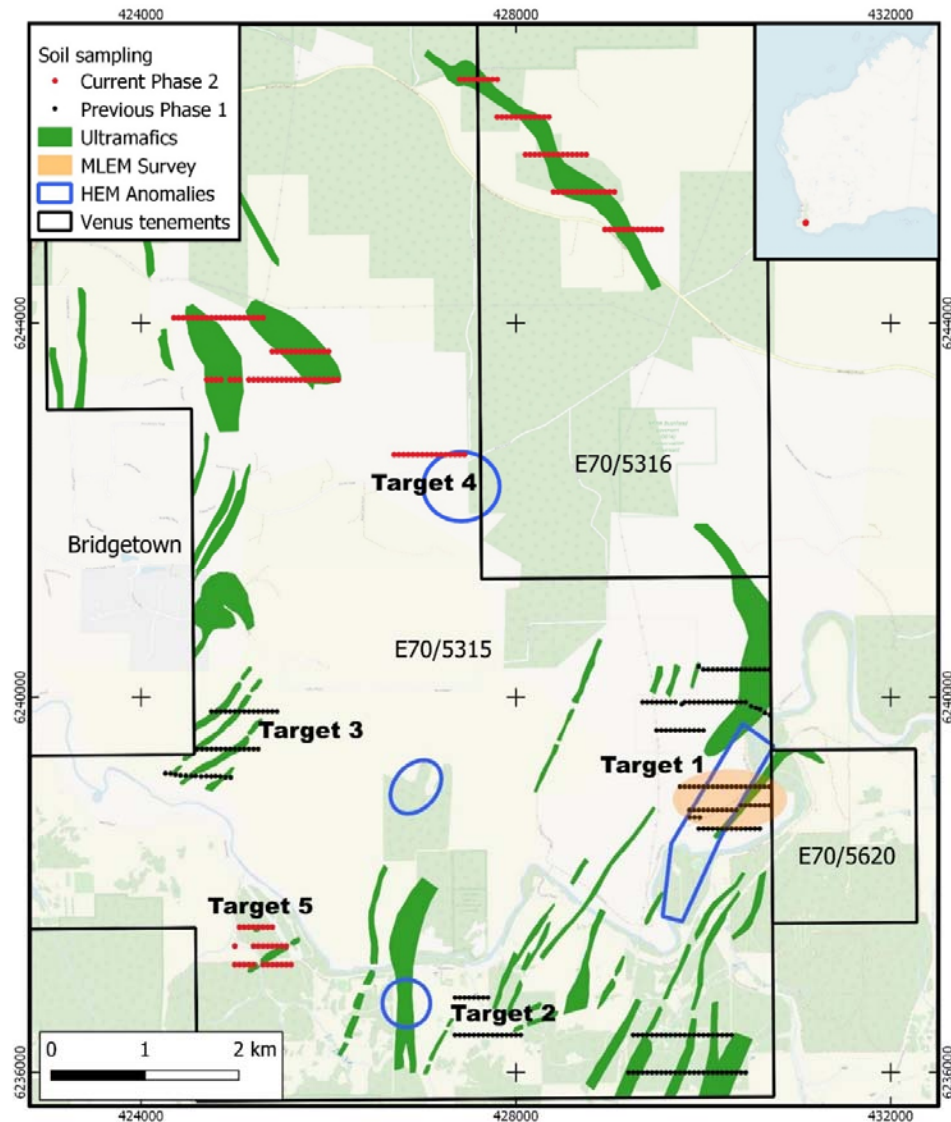 424000
428000
432000
Soil sampling
Current Phase 2
Previous Phase 1
Ultramafics
MLEM Survey
HEM Anomalies
Venus tenements
6244000
6244000
E70/5316
Target 4
Bridgetown
E70/5315
6240000
6240000
Target 3
Target 1
E70/5620
Target 5
Target 2
0 1 2 km
6236000
6236000
424000
428000
432000